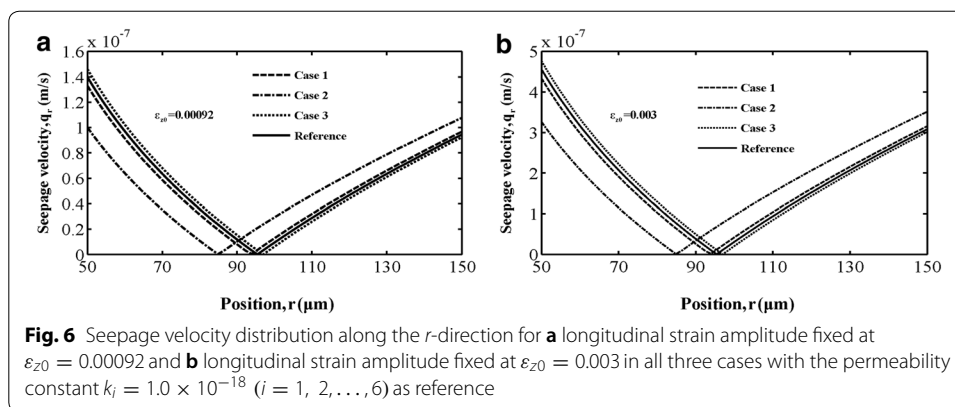 a
x 10⁻⁷
1.6
1.4
1.2
1
0.8
0.6
0.4
0.2
0
Seepage velocity,qᵣ (m/s)
Case 1
Case 2
Case 3
Reference
ε_z0=0.00092
50 70 90 110 130 150
Position,r(μm)
b
x 10⁻⁷
5
4
3
2
1
0
Seepage velocity,qᵣ (m/s)
Case 1
Case 2
Case 3
Reference
ε_z0=0.003
50 70 90 110 130 150
Position,r(μm)
Fig. 6 Seepage velocity distribution along the r-direction for a longitudinal strain amplitude fixed at
ε_z0 = 0.00092 and b longitudinal strain amplitude fixed at ε_z0 = 0.003 in all three cases with the permeability
constant kᵢ = 1.0 × 10⁻¹⁸ (i = 1, 2, . . . , 6) as reference